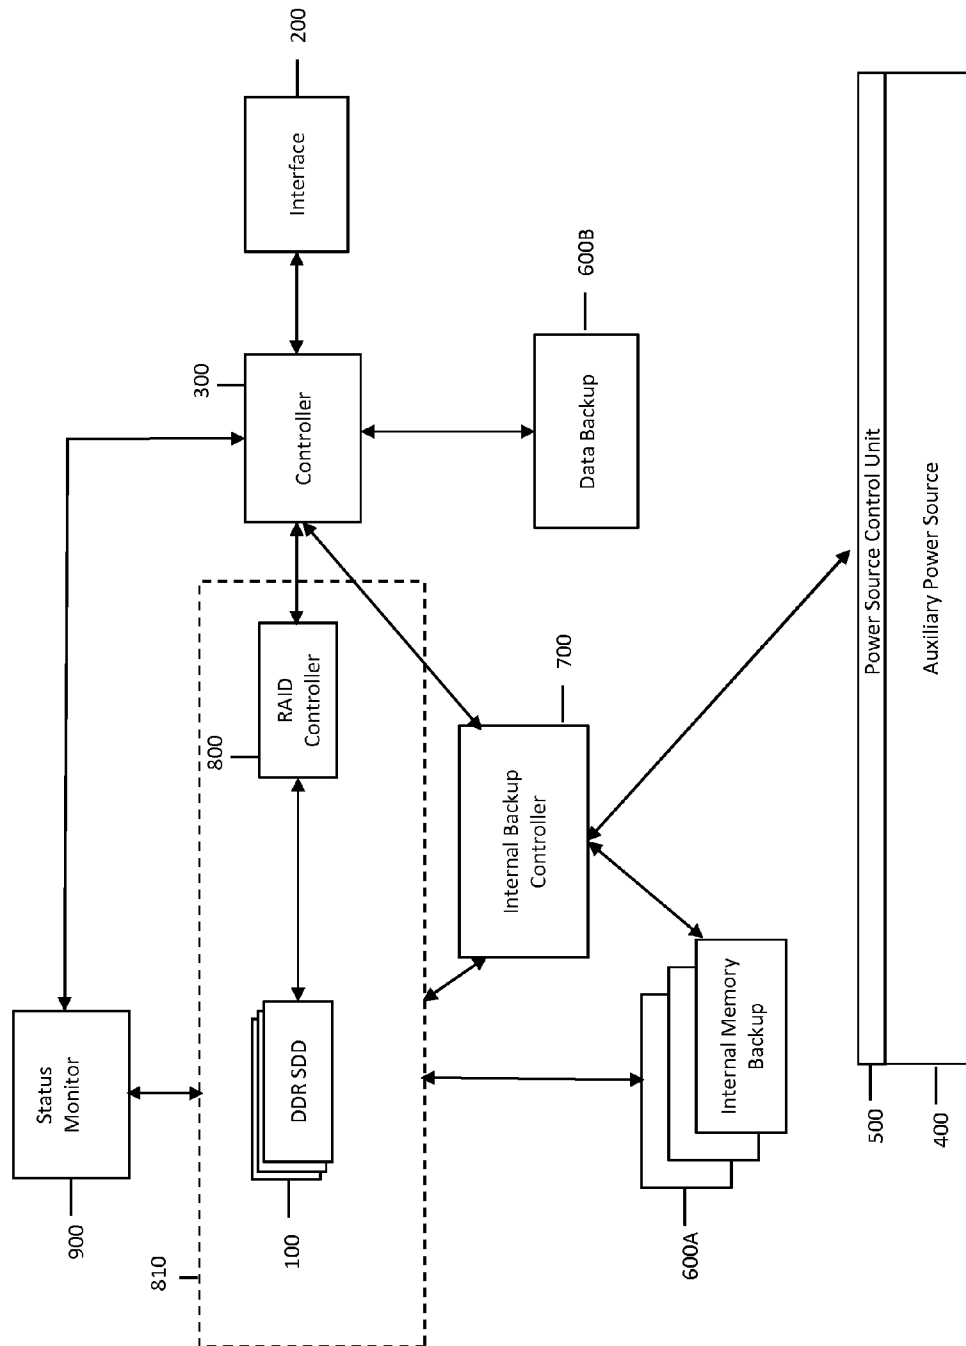 200
Interface
300
Controller
600B
Data Backup
800
RAID
Controller
700
Internal Backup
Controller
Status
Monitor
900
810
DDR SDD
100
Internal Memory
Backup
600A
Power Source Control Unit
Auxiliary Power Source
500
400